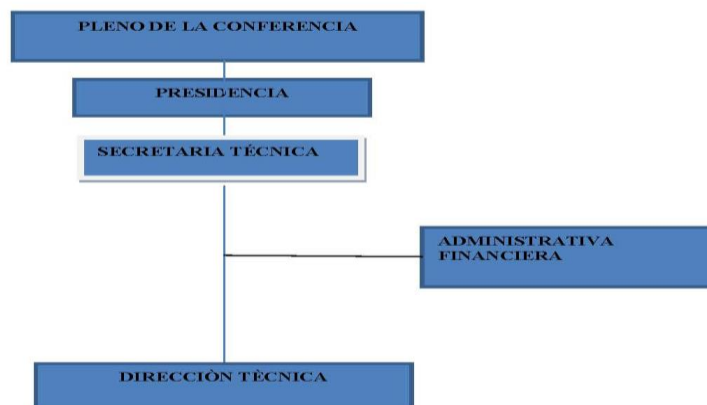 PLENO DE LA CONFERENCIA
PRESIDENCIA
SECRETARIA TÉCNICA
ADMINISTRATIVA
FINANCIERA
DIRECCIÒN TÈCNICA